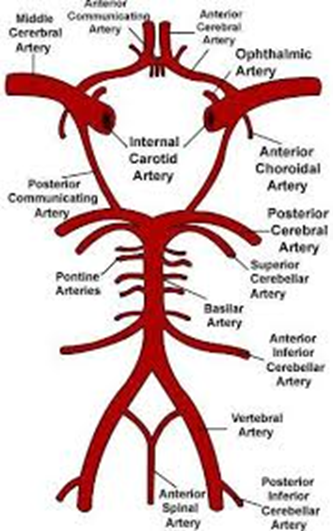 Anterior
Communicating
Artery
Anterior
Cerebral
Artery
Middle
Cererbral
Artery
Ophthalmic
Artery
Internal
Carotid
Artery
Anterior
Choroidal
Artery
Posterior
Communicating
Artery
Posterior
Cerebral
Artery
Superior
Cerebellar
Artery
Pontine
Arteries
Basilar
Artery
Anterior
Inferior
Cerebellar
Artery
Vertebral
Artery
Anterior
Spinal
Artery
Posterior
Inferior
Cerebellar
Artery